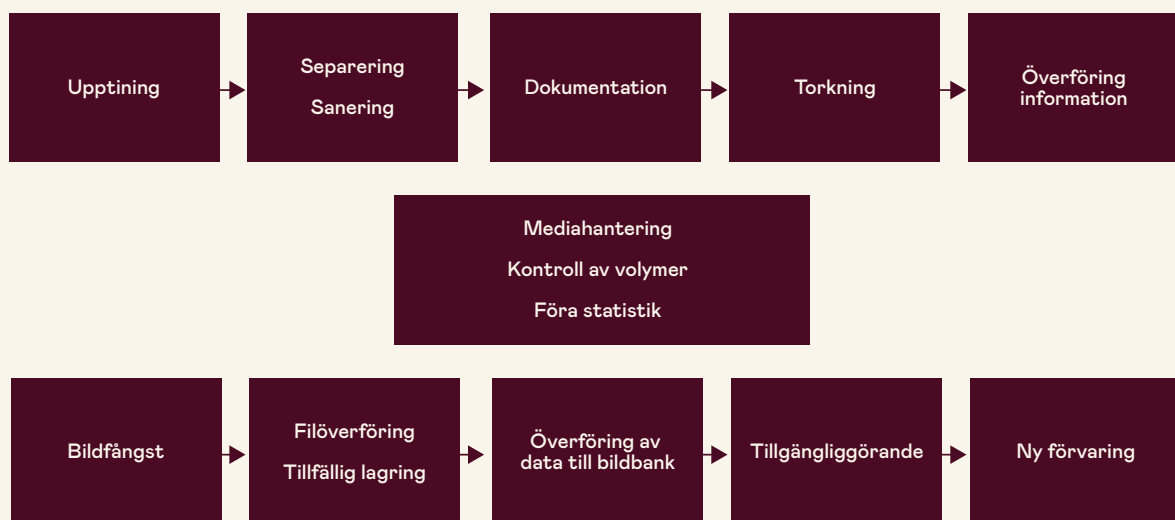 Upptining
Separering
Sanering
Dokumentation
Torkning
Överföring
information
Mediahantering
Kontroll av volymer
Föra statistik
Bildfångst
Filöverföring
Tillfällig lagring
Överföring av
data till bildbank
Tillgängliggörande
Ny förvaring